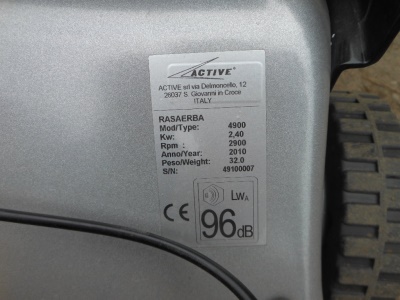 ACTIVE®
ACTIVE srl via Delmoncello, 12
26037 S. Giovanni in Croce
ITALY
RASAERBA
Mod/Type: 4900
Kw: 2,40
Rpm : 2900
Anno/Year: 2010
Peso/Weight: 32.0
S/N: 49100007
LWA
CE 96dB